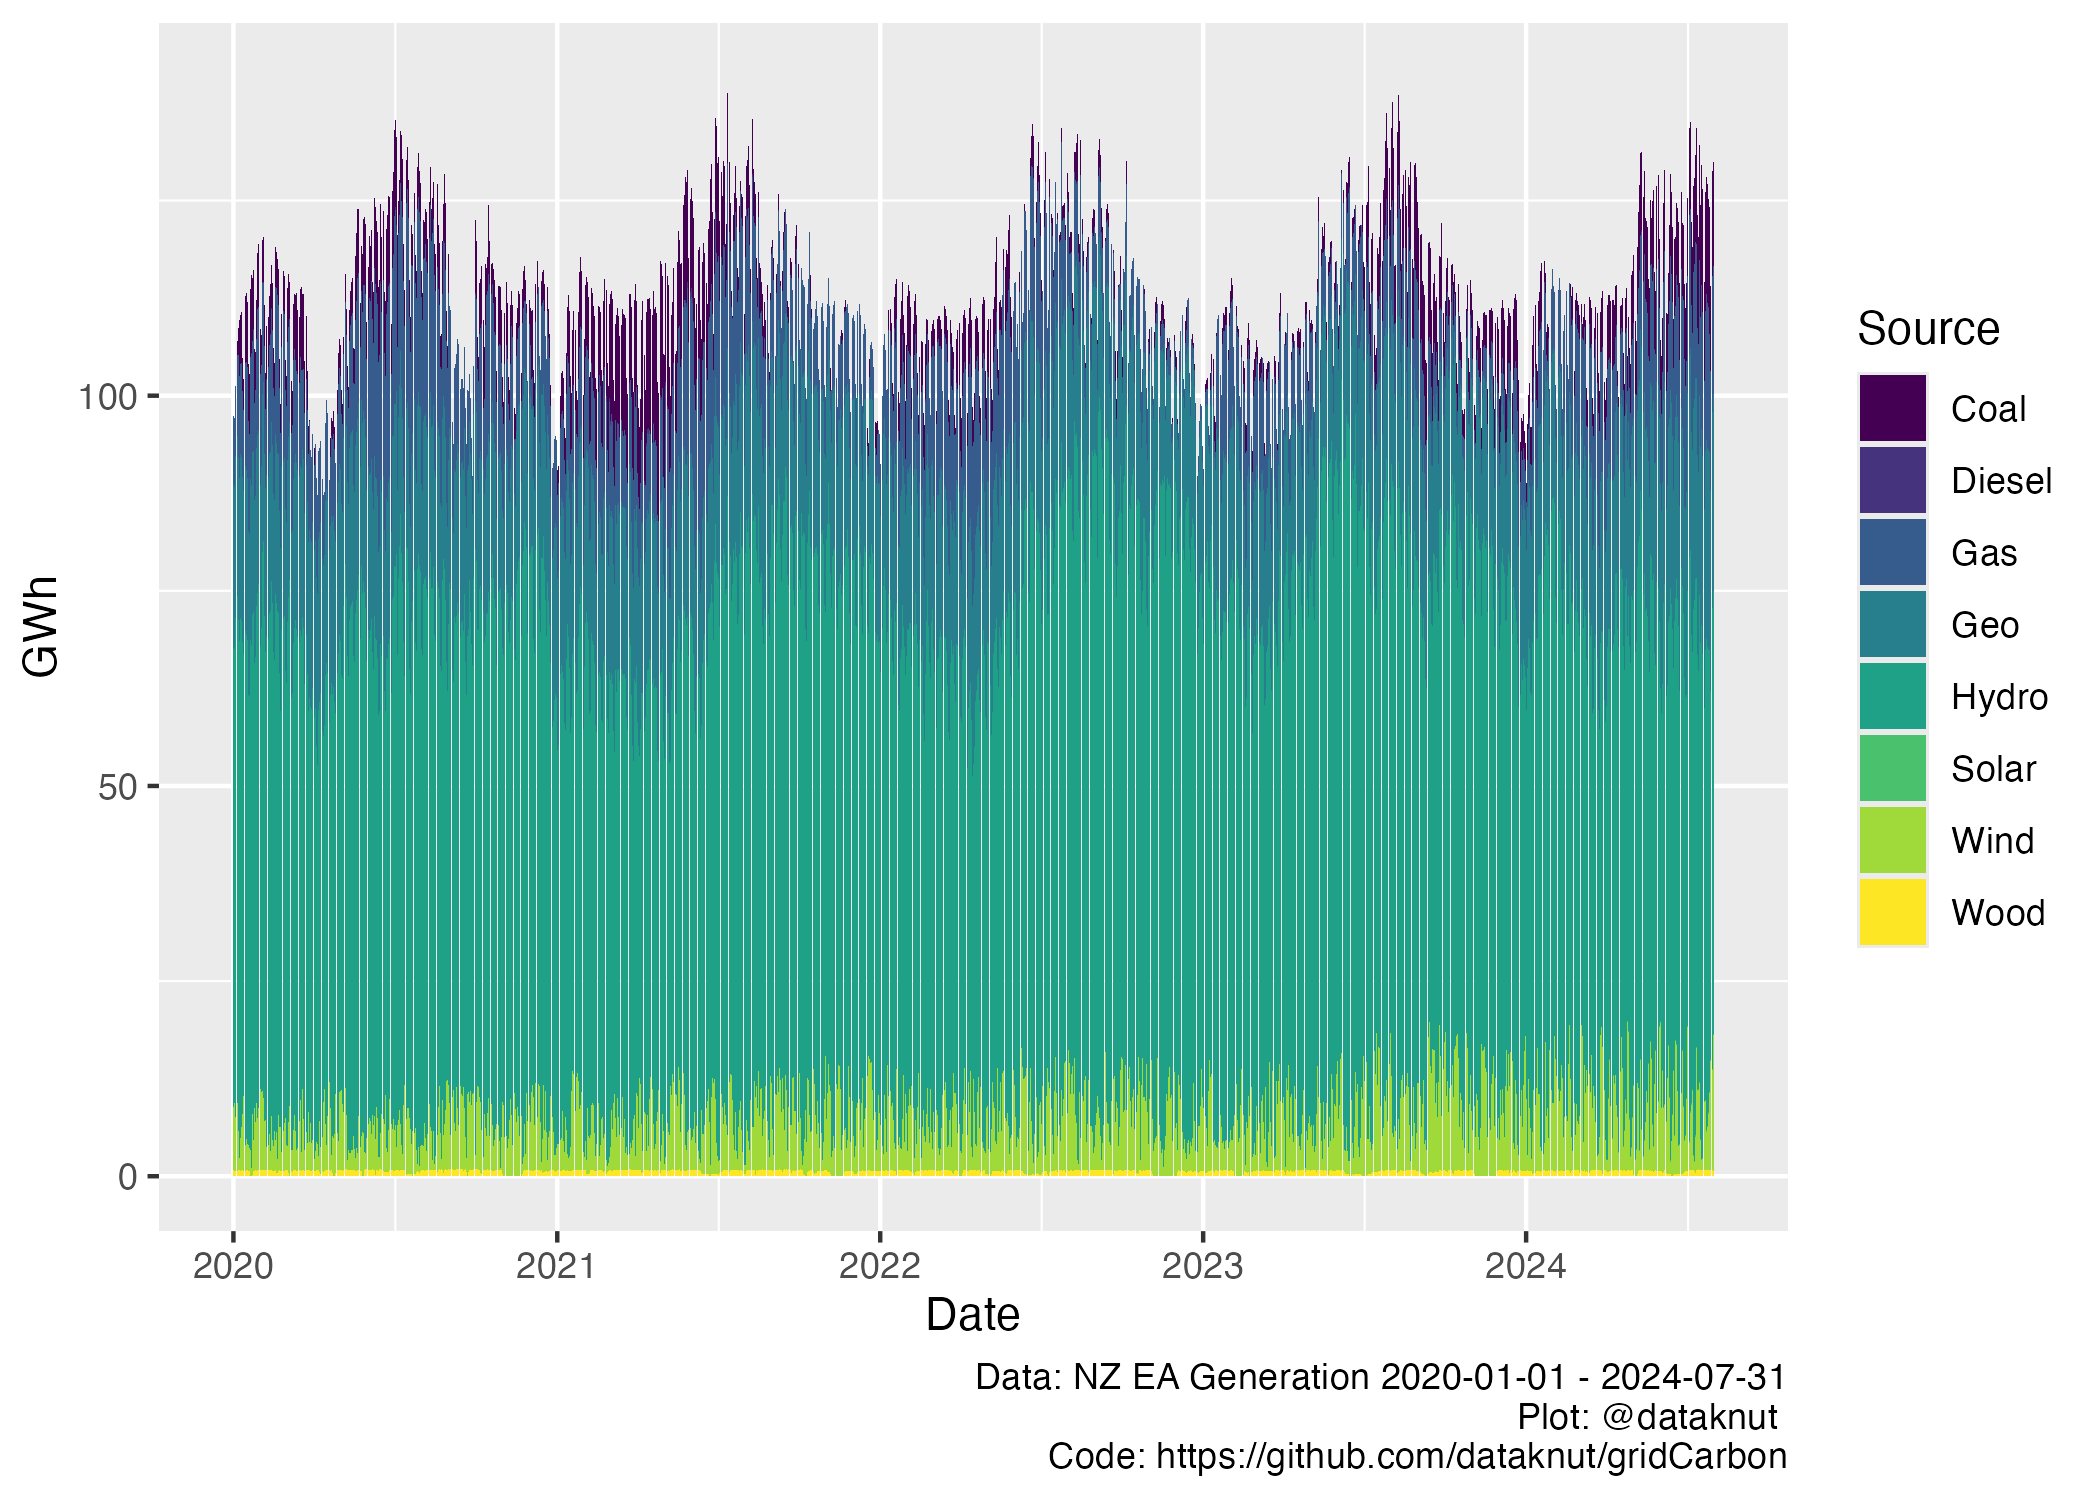 GWh
100
50
0
2020 2021 2022 2023 2024
Date
Source
Coal
Diesel
Gas
Geo
Hydro
Solar
Wind
Wood
Data: NZ EA Generation 2020-01-01 - 2024-07-31
Plot: @dataknut
Code: https://github.com/dataknut/gridCarbon